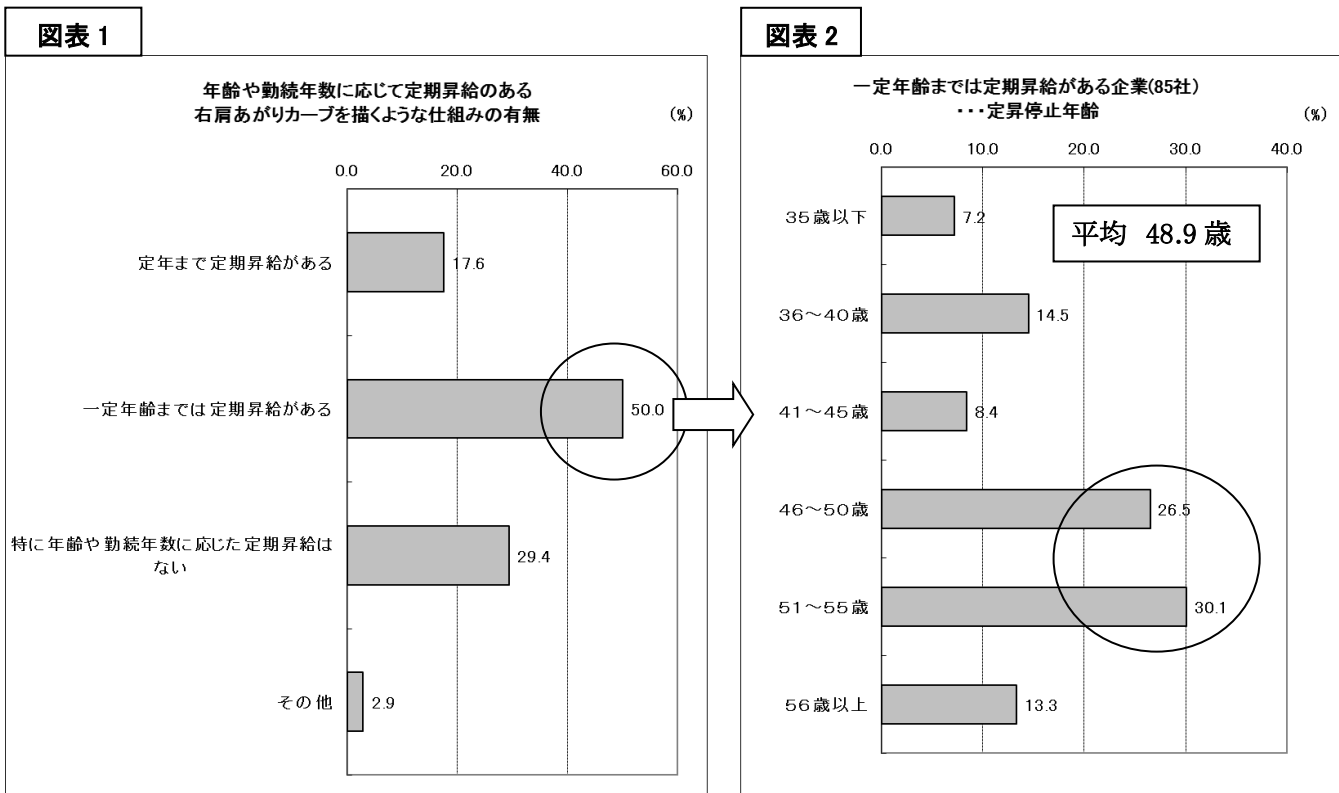 図表 1
年齢や勤続年数に応じて定期昇給のある
右肩あがりカーブを描くような仕組みの有無
(%)
0.0 20.0 40.0 60.0
定年まで定期昇給がある 17.6
一定年齢までは定期昇給がある 50.0
特に年齢や勤続年数に応じた定期昇給は
ない
29.4
その他 2.9
図表 2
一定年齢までは定期昇給がある企業(85社)
・・・定昇停止年齢
(%)
0.0 10.0 20.0 30.0 40.0
35歳以下 7.2
平均 48.9 歳
36～40歳 14.5
41～45歳 8.4
46～50歳 26.5
51～55歳 30.1
56歳以上 13.3